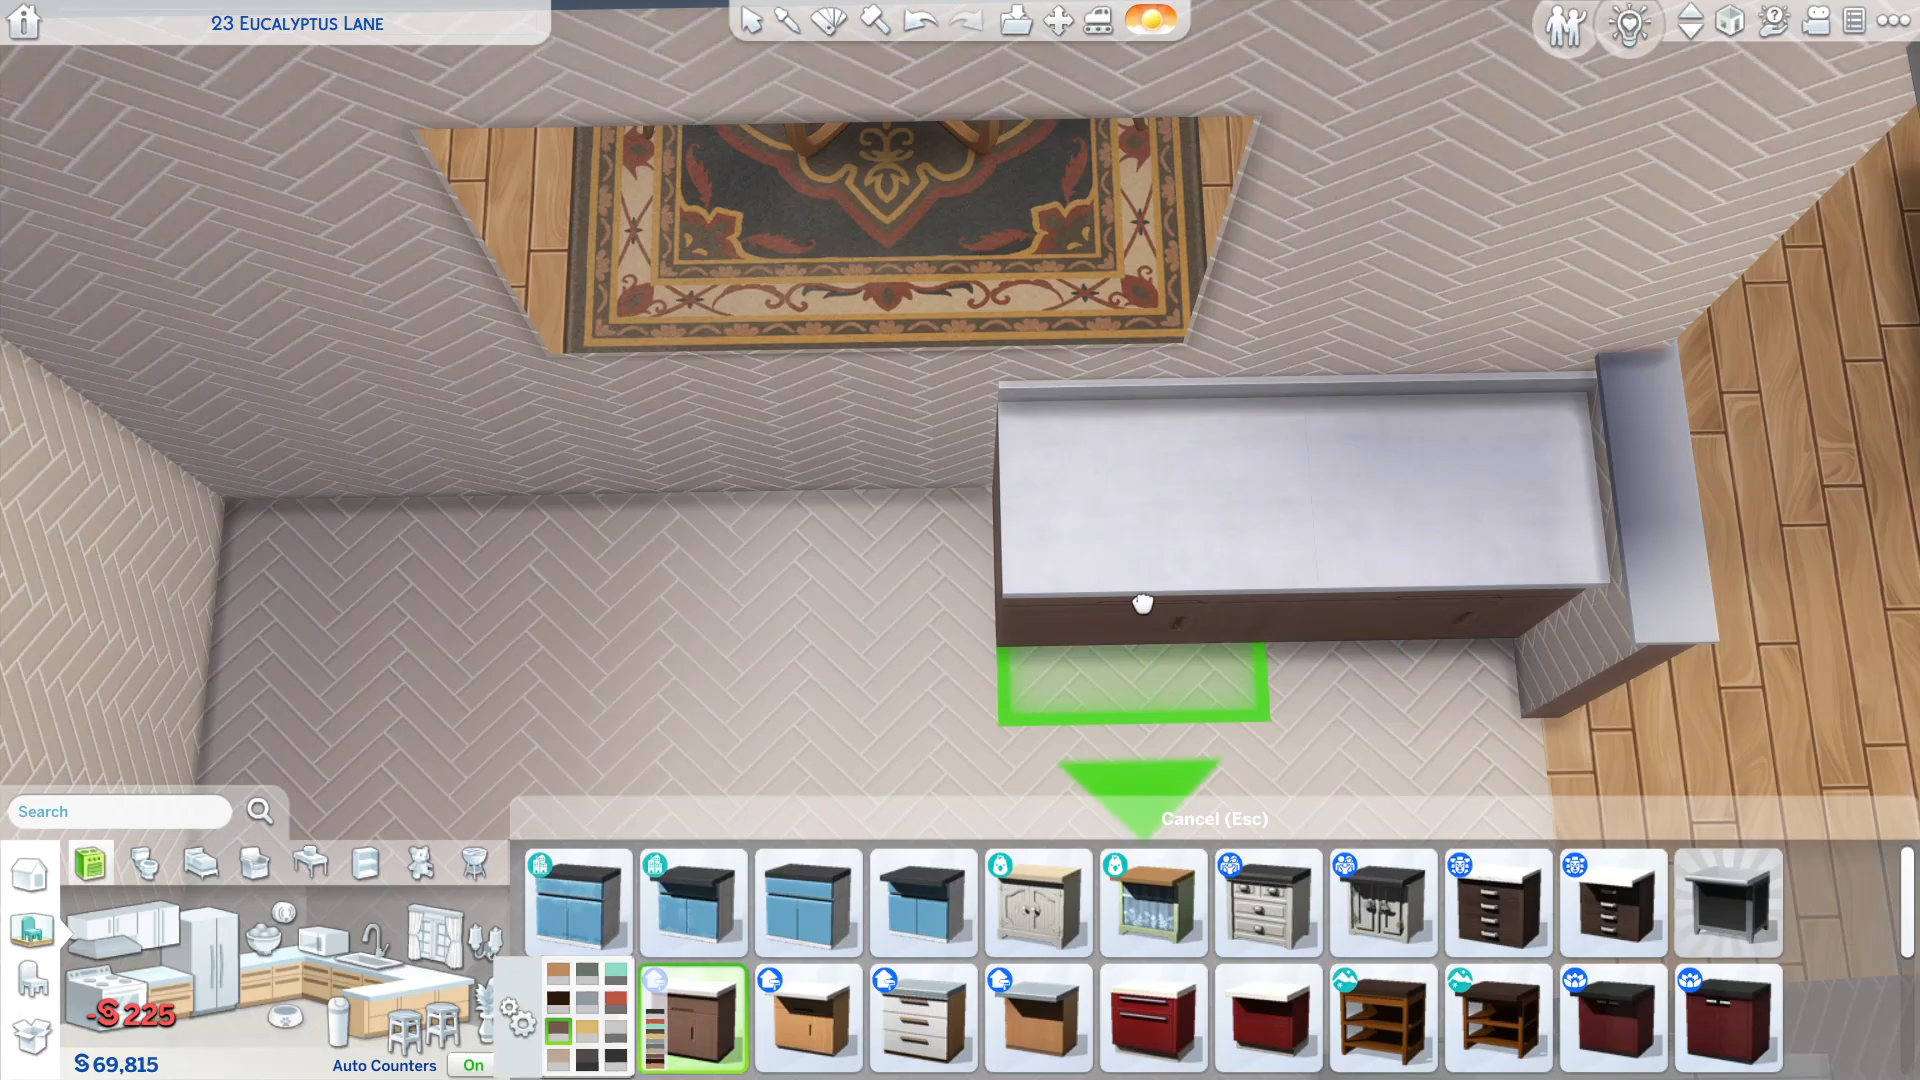 23 Eucalyptus Lane
Search
Cancel (Esc)
-§225
§69,815
Auto Counters
On